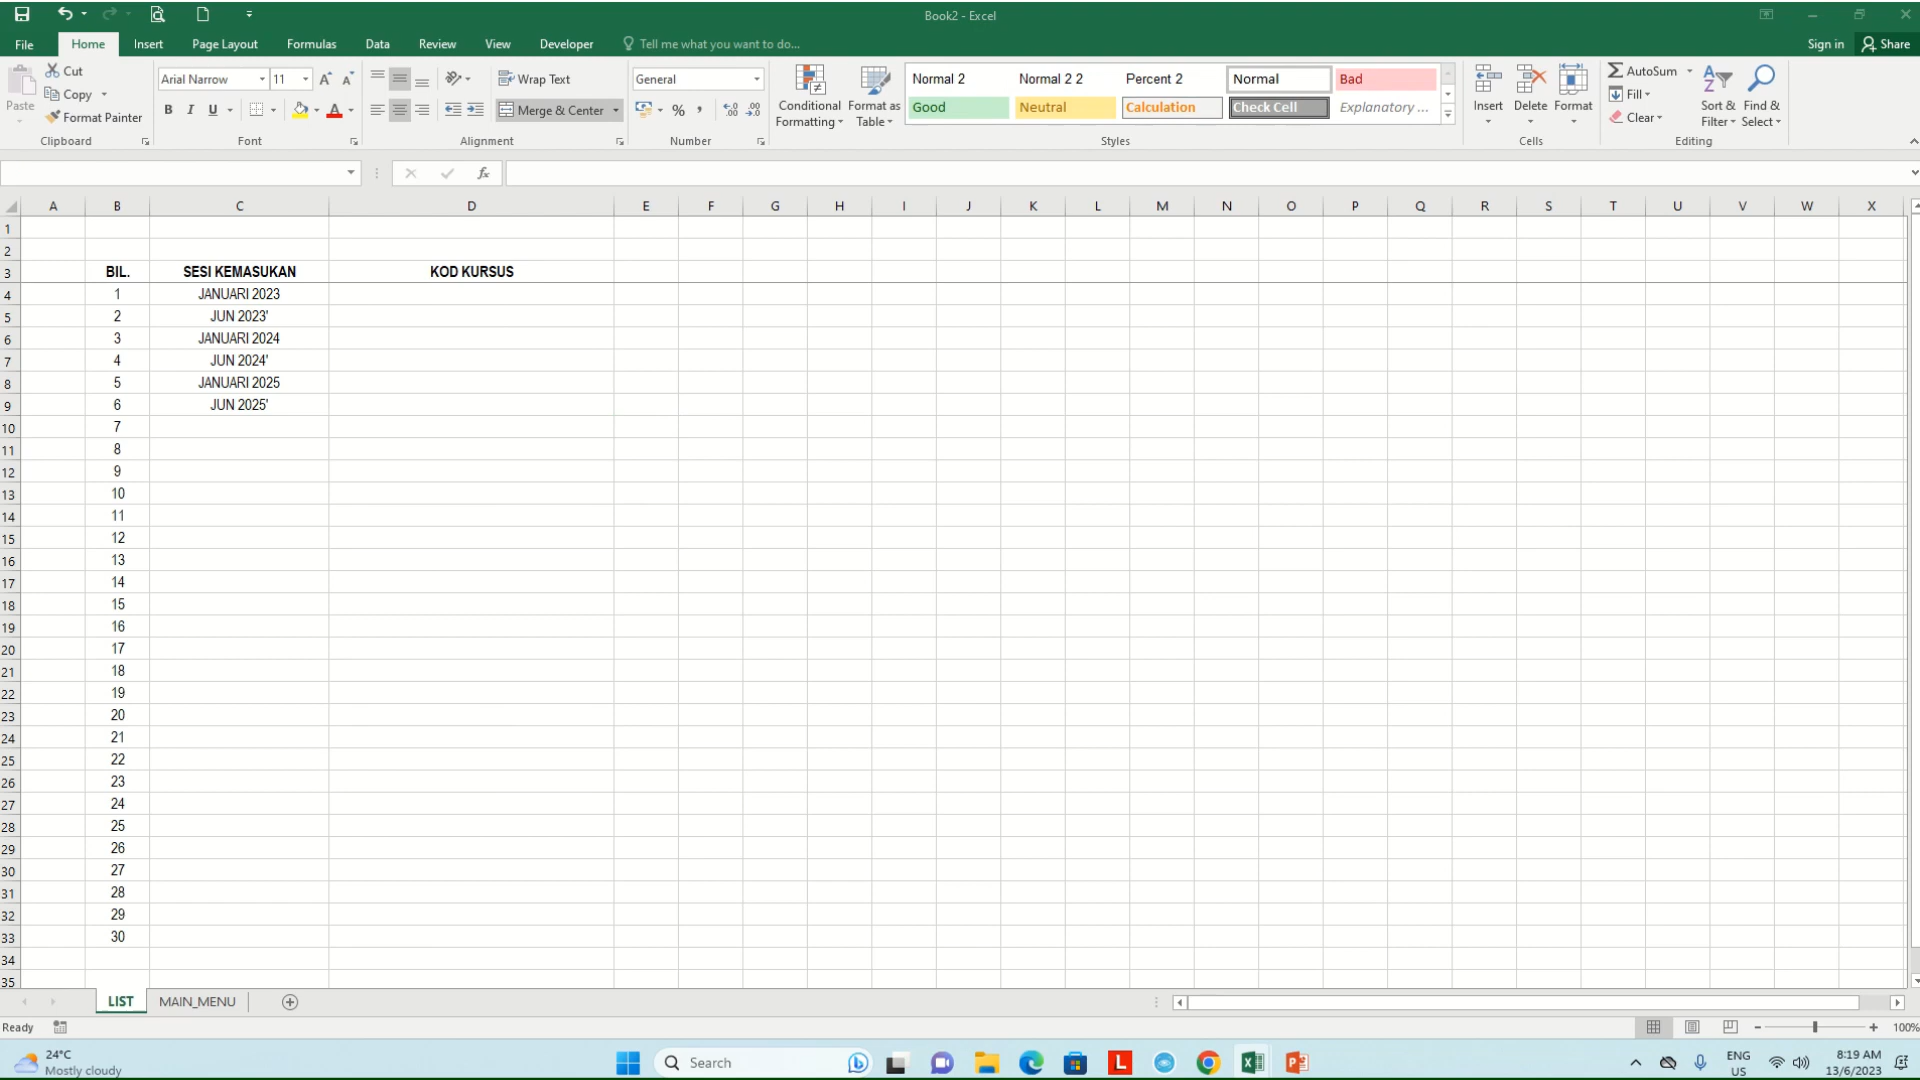 Book2 - Excel
File Home Insert Page Layout Formulas Data Review View Developer Tell me what you want to do... Sign in Share
Paste Cut Copy Format Painter Clipboard
Arial Narrow 11 B I U Font
Wrap Text Merge & Center Alignment
General % , Number
Conditional Formatting Format as Table
Normal 2 Normal 2 2 Percent 2 Normal Bad
Good Neutral Calculation Check Cell Explanatory ...
Styles
Insert Delete Format Cells
AutoSum Fill Clear Sort & Filter Find & Select Editing
fx
A B C D E F G H I J K L M N O P Q R S T U V W X
1
2
3 BIL. SESI KEMASUKAN KOD KURSUS
4 1 JANUARI 2023
5 2 JUN 2023'
6 3 JANUARI 2024
7 4 JUN 2024'
8 5 JANUARI 2025
9 6 JUN 2025'
10 7
11 8
12 9
13 10
14 11
15 12
16 13
17 14
18 15
19 16
20 17
21 18
22 19
23 20
24 21
25 22
26 23
27 24
28 25
29 26
30 27
31 28
32 29
33 30
34
35
LIST MAIN_MENU
Ready 100%
24°C
Mostly cloudy
Search
ENG
US
8:19 AM
13/6/2023